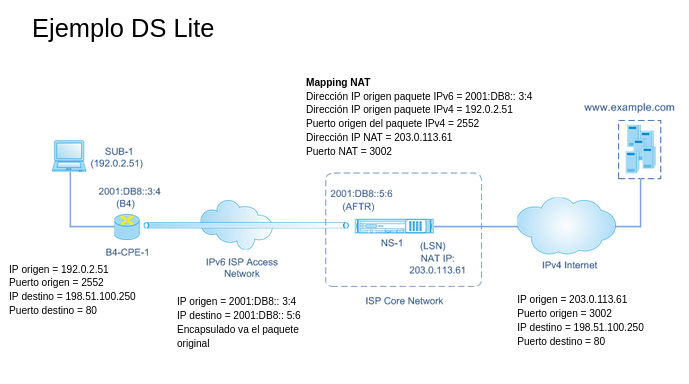 Ejemplo DS Lite
Mapping NAT
Dirección IP origen paquete IPv6 = 2001:DB8:: 3:4
Dirección IP origen paquete IPv4 = 192.0.2.51
Puerto origen del paquete IPv4 = 2552
Dirección IP NAT = 203.0.113.61
Puerto NAT = 3002
www.example.com
SUB-1
(192.0.2.51)
2001:DB8::3:4
(B4)
B4-CPE-1
IPv6 ISP Access
Network
2001:DB8::5:6
(AFTR)
NS-1
(LSN)
NAT IP:
203.0.113.61
ISP Core Network
IPv4 Internet
IP origen = 192.0.2.51
Puerto origen = 2552
IP destino = 198.51.100.250
Puerto destino = 80
IP origen = 2001:DB8:: 3:4
IP destino = 2001:DB8:: 5:6
Encapsulado va el paquete
original
IP origen = 203.0.113.61
Puerto origen = 3002
IP destino = 198.51.100.250
Puerto destino = 80